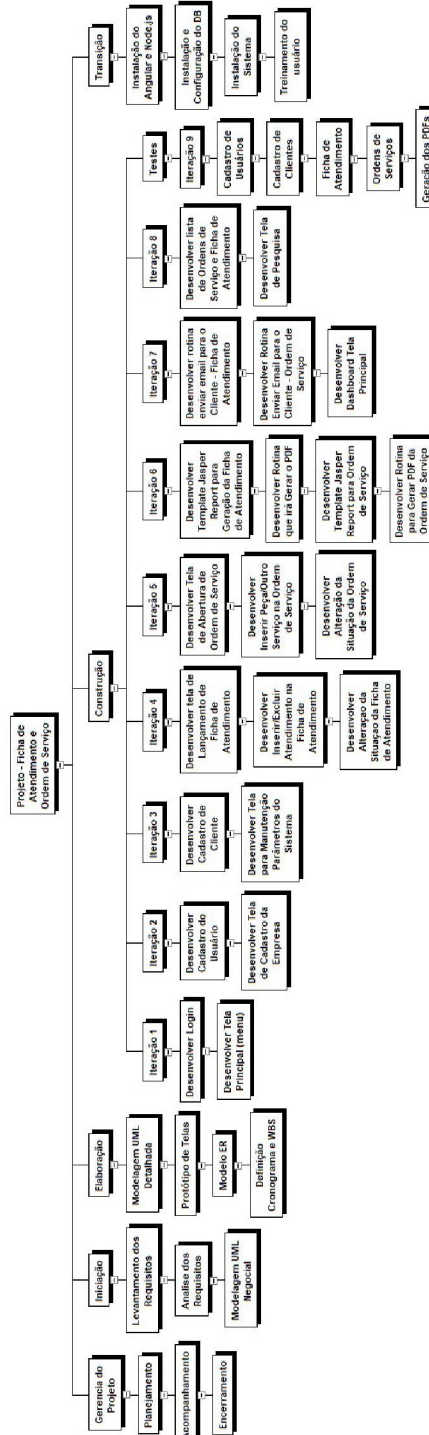 Projeto - Ficha de
Atendimento e
Ordem de Serviço
Gerencia do
Projeto
Planejamento
Acompanhamento
Encerramento
Iniciação
Levantamento dos
Requisitos
Analise dos
Requisitos
Modelagem UML
Negocial
Elaboração
Modelagem UML
Detalhada
Protótipo de Telas
Modelo ER
Definição
Cronograma e WBS
Construção
Iteração 1
Desenvolver Login
Desenvolver Tela
Principal (menu)
Iteração 2
Desenvolver
Cadastro do
Usuário
Desenvolver Tela
de Cadastro da
Empresa
Iteração 3
Desenvolver
Cadastro de
Cliente
Desenvolver Tela
para Manutenção
Parâmetros do
Sistema
Iteração 4
Desenvolver tela de
Lançamento de
Ficha de
Atendimento
Desenvolver
Inserir/Excluir
Atendimento na
Ficha de
Atendimento
Desenvolver
Alteraçao da
Situaçao da Ficha
de Atendimento
Iteração 5
Desenvolver Tela
de Abertura de
Ordem de Serviço
Desenvolver
Inserir Peça/Outro
Serviço na Ordem
de Serviço
Desenvolver
Alteração da
Situação da Ordem
de Serviço
Iteração 6
Desenvolver
Template Jasper
Report para
Geração da Ficha
de Atendimento
Desenvolver Rotina
que irá Gerar o PDF
Desenvolver
Template Jasper
Report para Ordem
de Serviço
Desenvolver Rotina
para Gerar PDF da
Ordem de Serviço
Iteração 7
Desenvolver rotina
enviar email para o
Cliente - Ficha de
Atendimento
Desenvolver Rotina
Enviar Email para o
Cliente - Ordem de
Serviço
Desenvolver
Dashboard Tela
Principal
Iteração 8
Desenvolver lista
de Ordens de
Serviço e Ficha de
Atendimento
Desenvolver Tela
de Pesquisa
Testes
Iteração 9
Cadastro de
Usuários
Cadastro de
Clientes
Ficha de
Atendimento
Ordens de
Serviços
Geração dos PDFs
Transição
Instalação do
Angular e Node.js
Instalação e
Configuração do DB
Instalação do
Sistema
Treinamento do
usuário